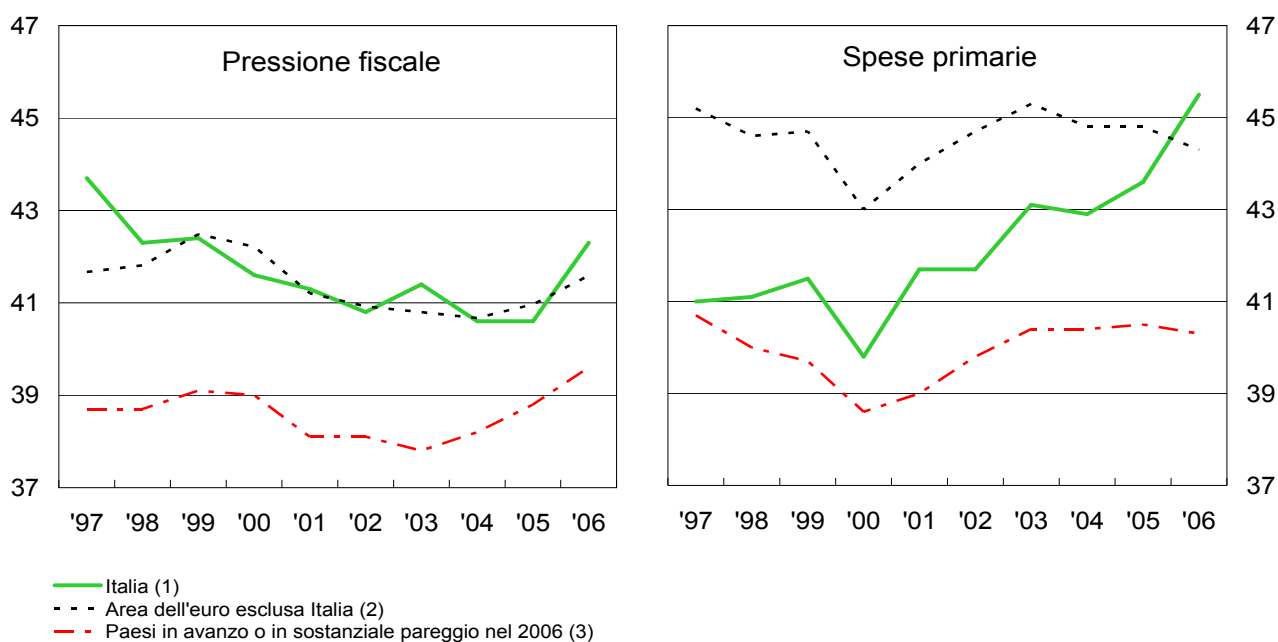 Pressione fiscale
47
45
43
41
39
37
'97 '98 '99 '00 '01 '02 '03 '04 '05 '06
Spese primarie
47
45
43
41
39
37
'97 '98 '99 '00 '01 '02 '03 '04 '05 '06
Italia (1)
Area dell'euro esclusa Italia (2)
Paesi in avanzo o in sostanziale pareggio nel 2006 (3)